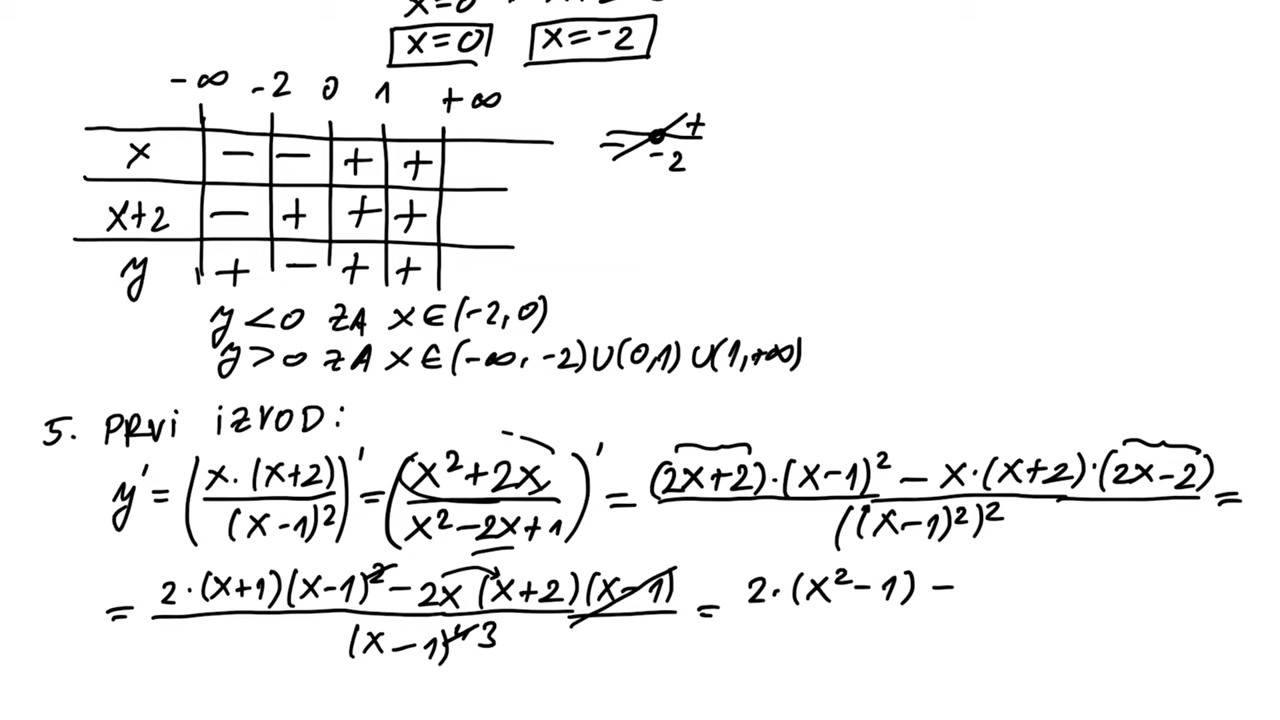 x=0
x=0 x=-2
-∞ -2 0 1 +∞
x - - + +
x+2 - + + +
y + - + +
- +
-2
y<0 ZA x∈(-2,0)
y>0 ZA x∈(-∞,-2)∪(0,1)∪(1,+∞)
5. PRVI IZVOD:
y' = (x·(x+2)/(x-1)²)' = (x²+2x/x²-2x+1)' = (2x+2)·(x-1)² - x·(x+2)·(2x-2)/((x-1)²)² =
= 2·(x+1)(x-1)² - 2x(x+2)(x-1)/(x-1)⁴ 3 = 2·(x²-1) -